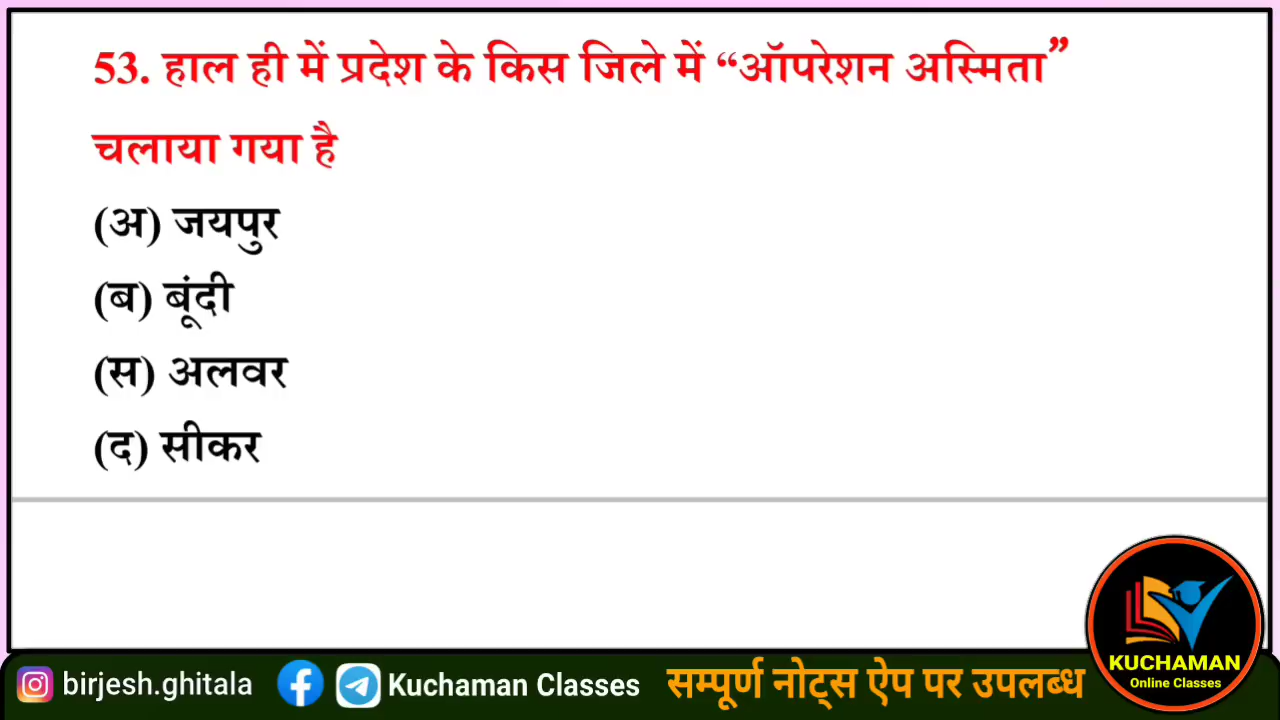 53. हाल ही में प्रदेश के किस जिले में “ऑपरेशन अस्मिता”
चलाया गया है
(अ) जयपुर
(ब) बूंदी
(स) अलवर
(द) सीकर
KUCHAMAN
Online Classes
birjesh.ghitala Kuchaman Classes सम्पूर्ण नोट्स ऐप पर उपलब्ध